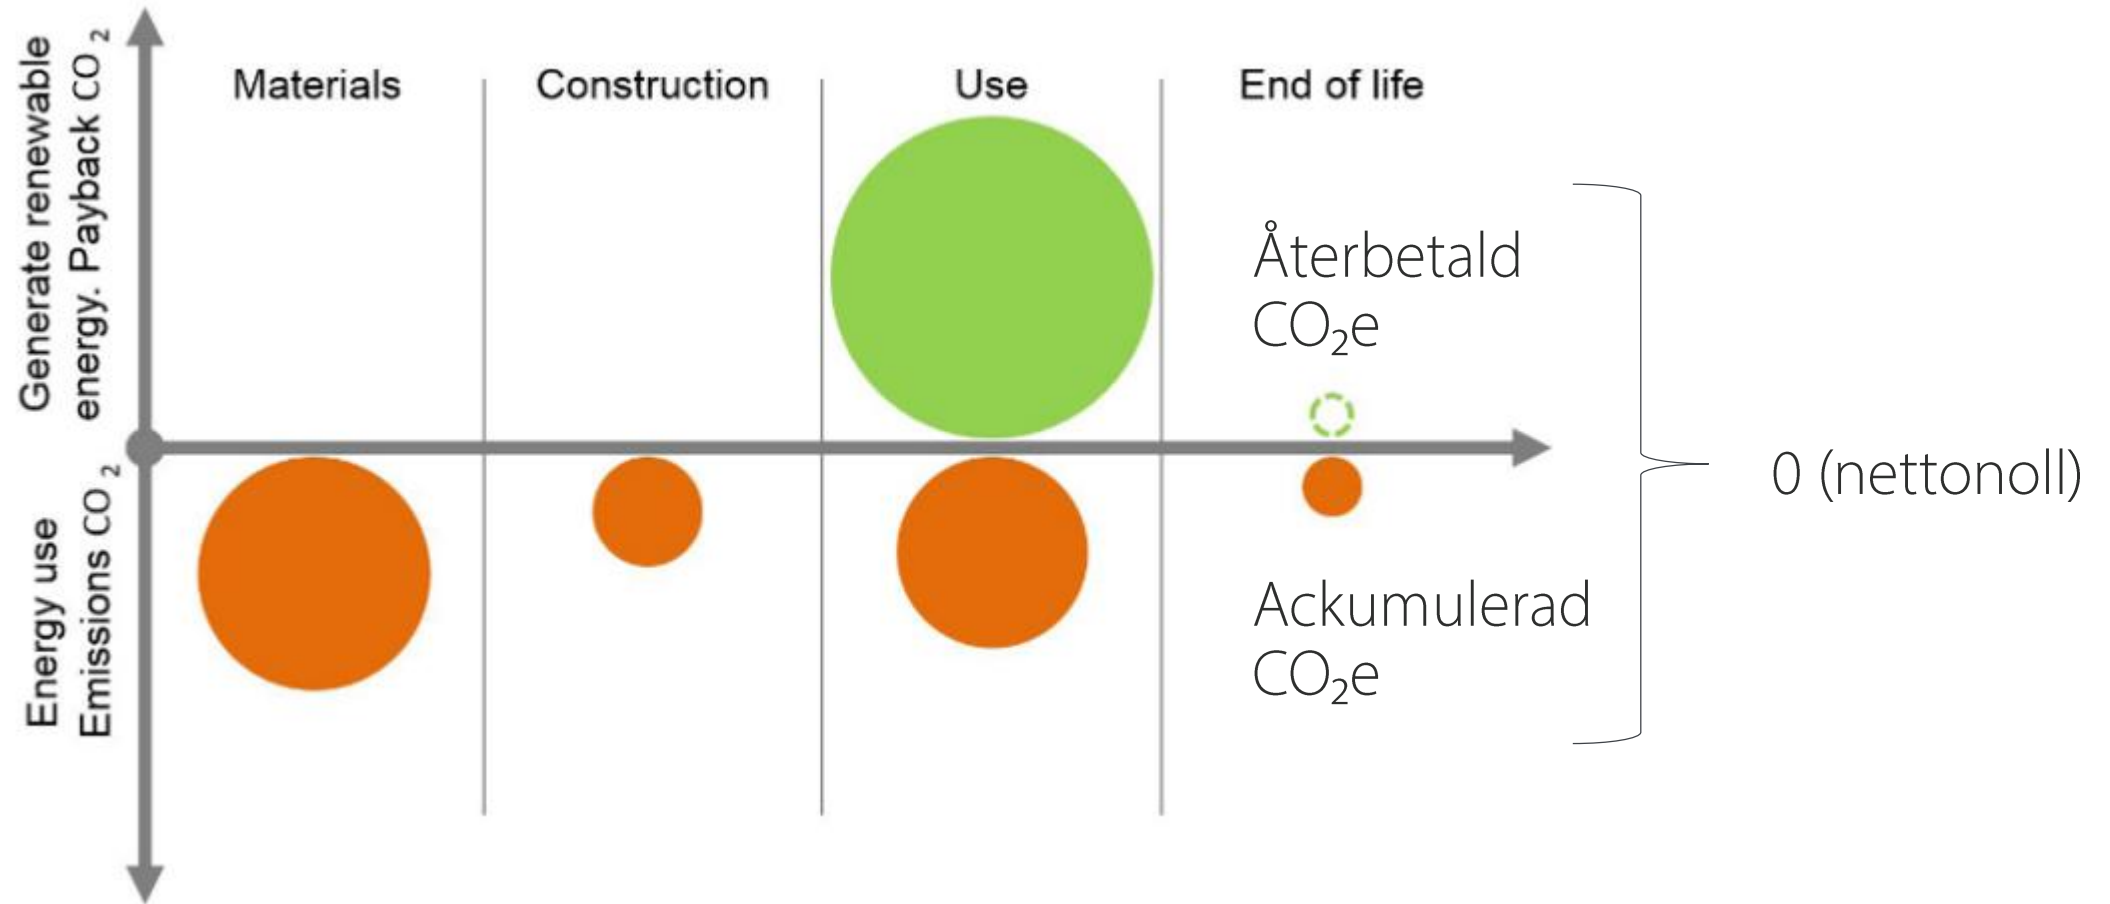 Generate renewable
energy. Payback CO₂
Energy use
Emissions CO₂
Materials
Construction
Use
End of life
Återbetald
CO₂e
Ackumulerad
CO₂e
0 (nettonoll)